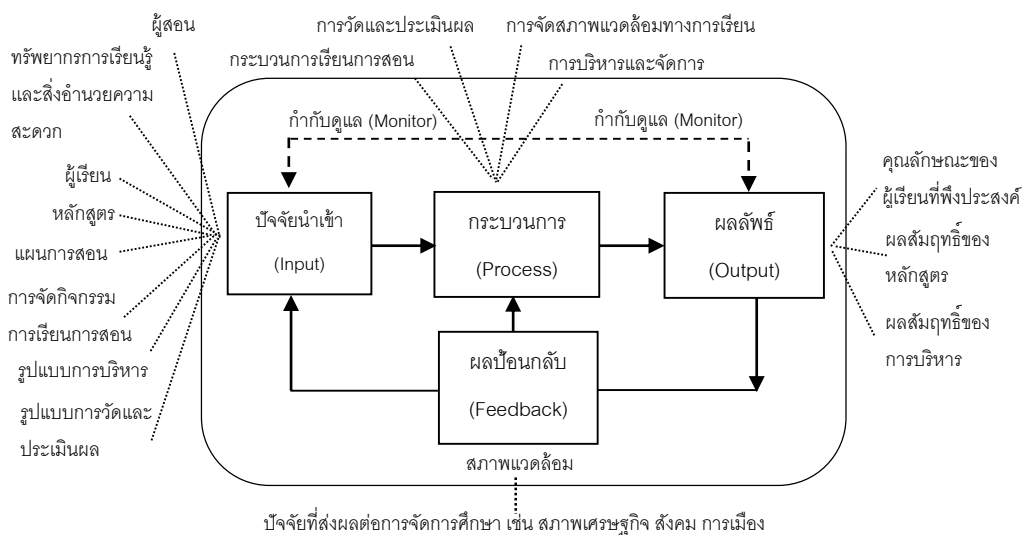 ผู้สอน
การวัดและประเมินผล
การจัดสภาพแวดล้อมทางการเรียน
ทรัพยากรการเรียนรู้
และสิ่งอำนวยความ
สะดวก
กระบวนการเรียนการสอน
การบริหารและจัดการ
กำกับดูแล (Monitor)
กำกับดูแล (Monitor)
ผู้เรียน
หลักสูตร
แผนการสอน
การจัดกิจกรรม
การเรียนการสอน
รูปแบบการบริหาร
รูปแบบการวัดและ
ประเมินผล
ปัจจัยนำเข้า
(Input)
กระบวนการ
(Process)
ผลลัพธ์
(Output)
คุณลักษณะของ
ผู้เรียนที่พึงประสงค์
ผลสัมฤทธิ์ของ
หลักสูตร
ผลสัมฤทธิ์ของ
การบริหาร
ผลป้อนกลับ
(Feedback)
สภาพแวดล้อม
ปัจจัยที่ส่งผลต่อการจัดการศึกษา เช่น สภาพเศรษฐกิจ สังคม การเมือง